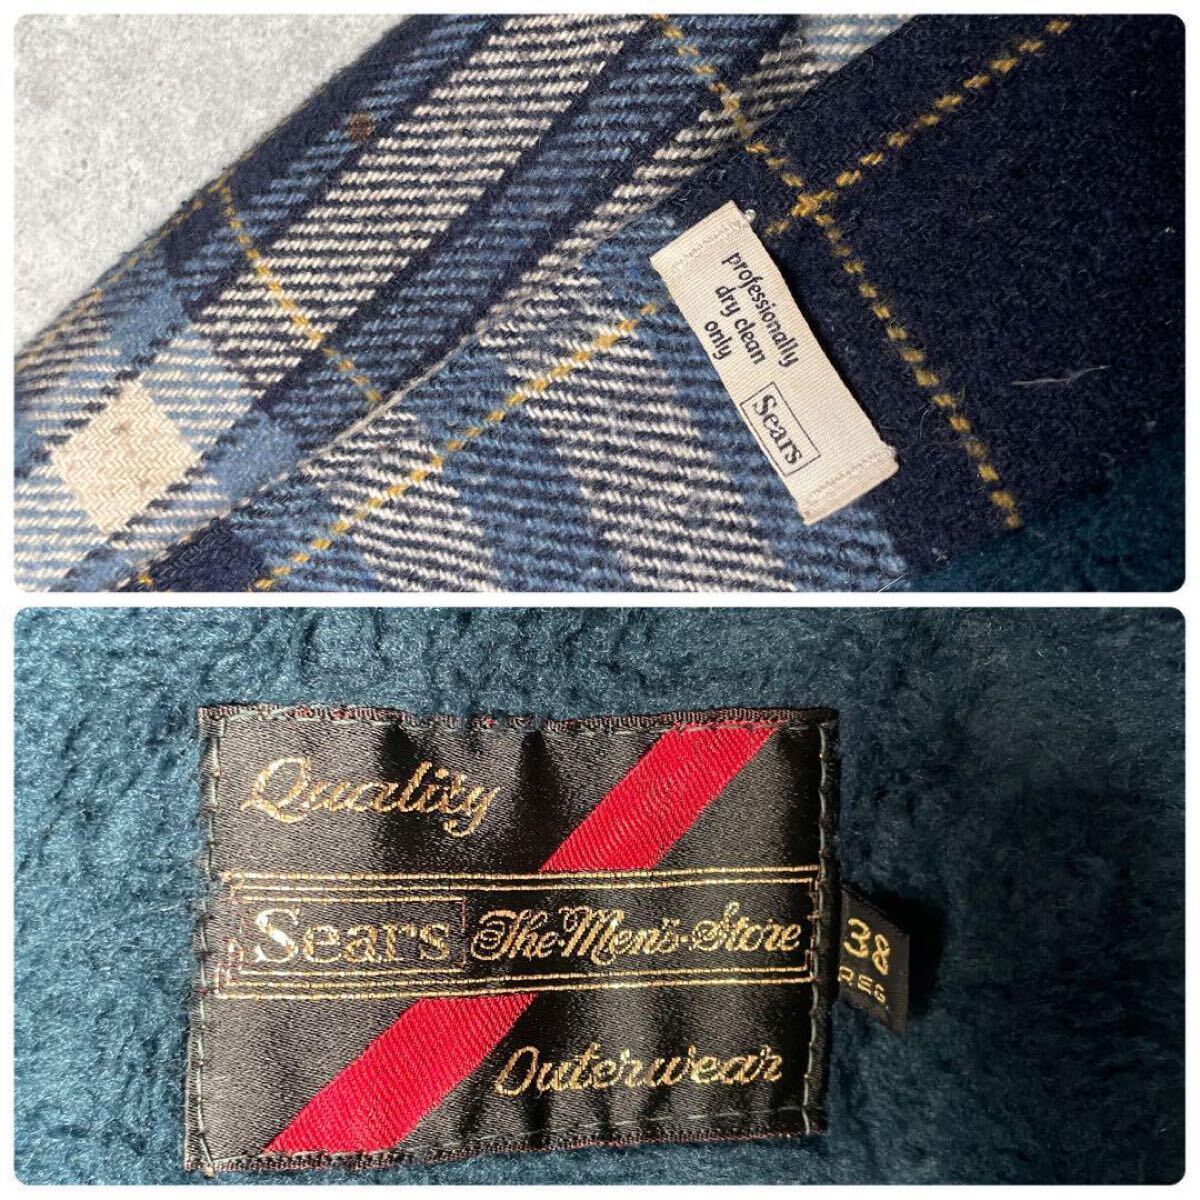 professionally
dry clean
only
Sears
Quality
Sears The Men's Store
Outerwear
38
REG.